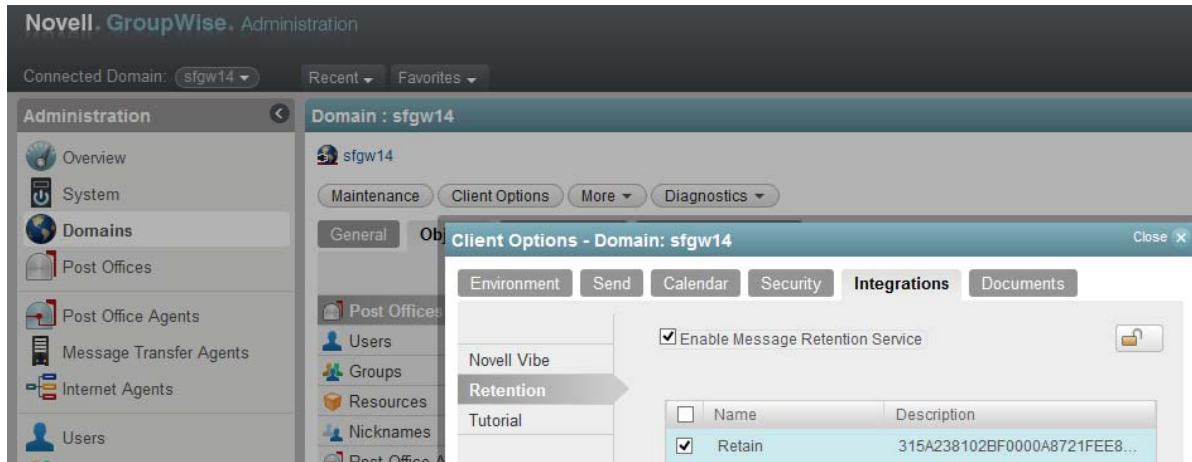 Novell. GroupWise. Administration
Connected Domain: sfgw14 Recent Favorites
Administration
Overview
System
Domains
Post Offices
Post Office Agents
Message Transfer Agents
Internet Agents
Users
Domain : sfgw14
sfgw14
Maintenance Client Options More Diagnostics
General Obj
Post Offices
Users
Groups
Resources
Nicknames
Post Office A
Client Options - Domain: sfgw14 Close
Environment Send Calendar Security Integrations Documents
Novell Vibe
Retention
Tutorial
Enable Message Retention Service
Name Description
Retain 315A238102BF0000A8721FEE8...